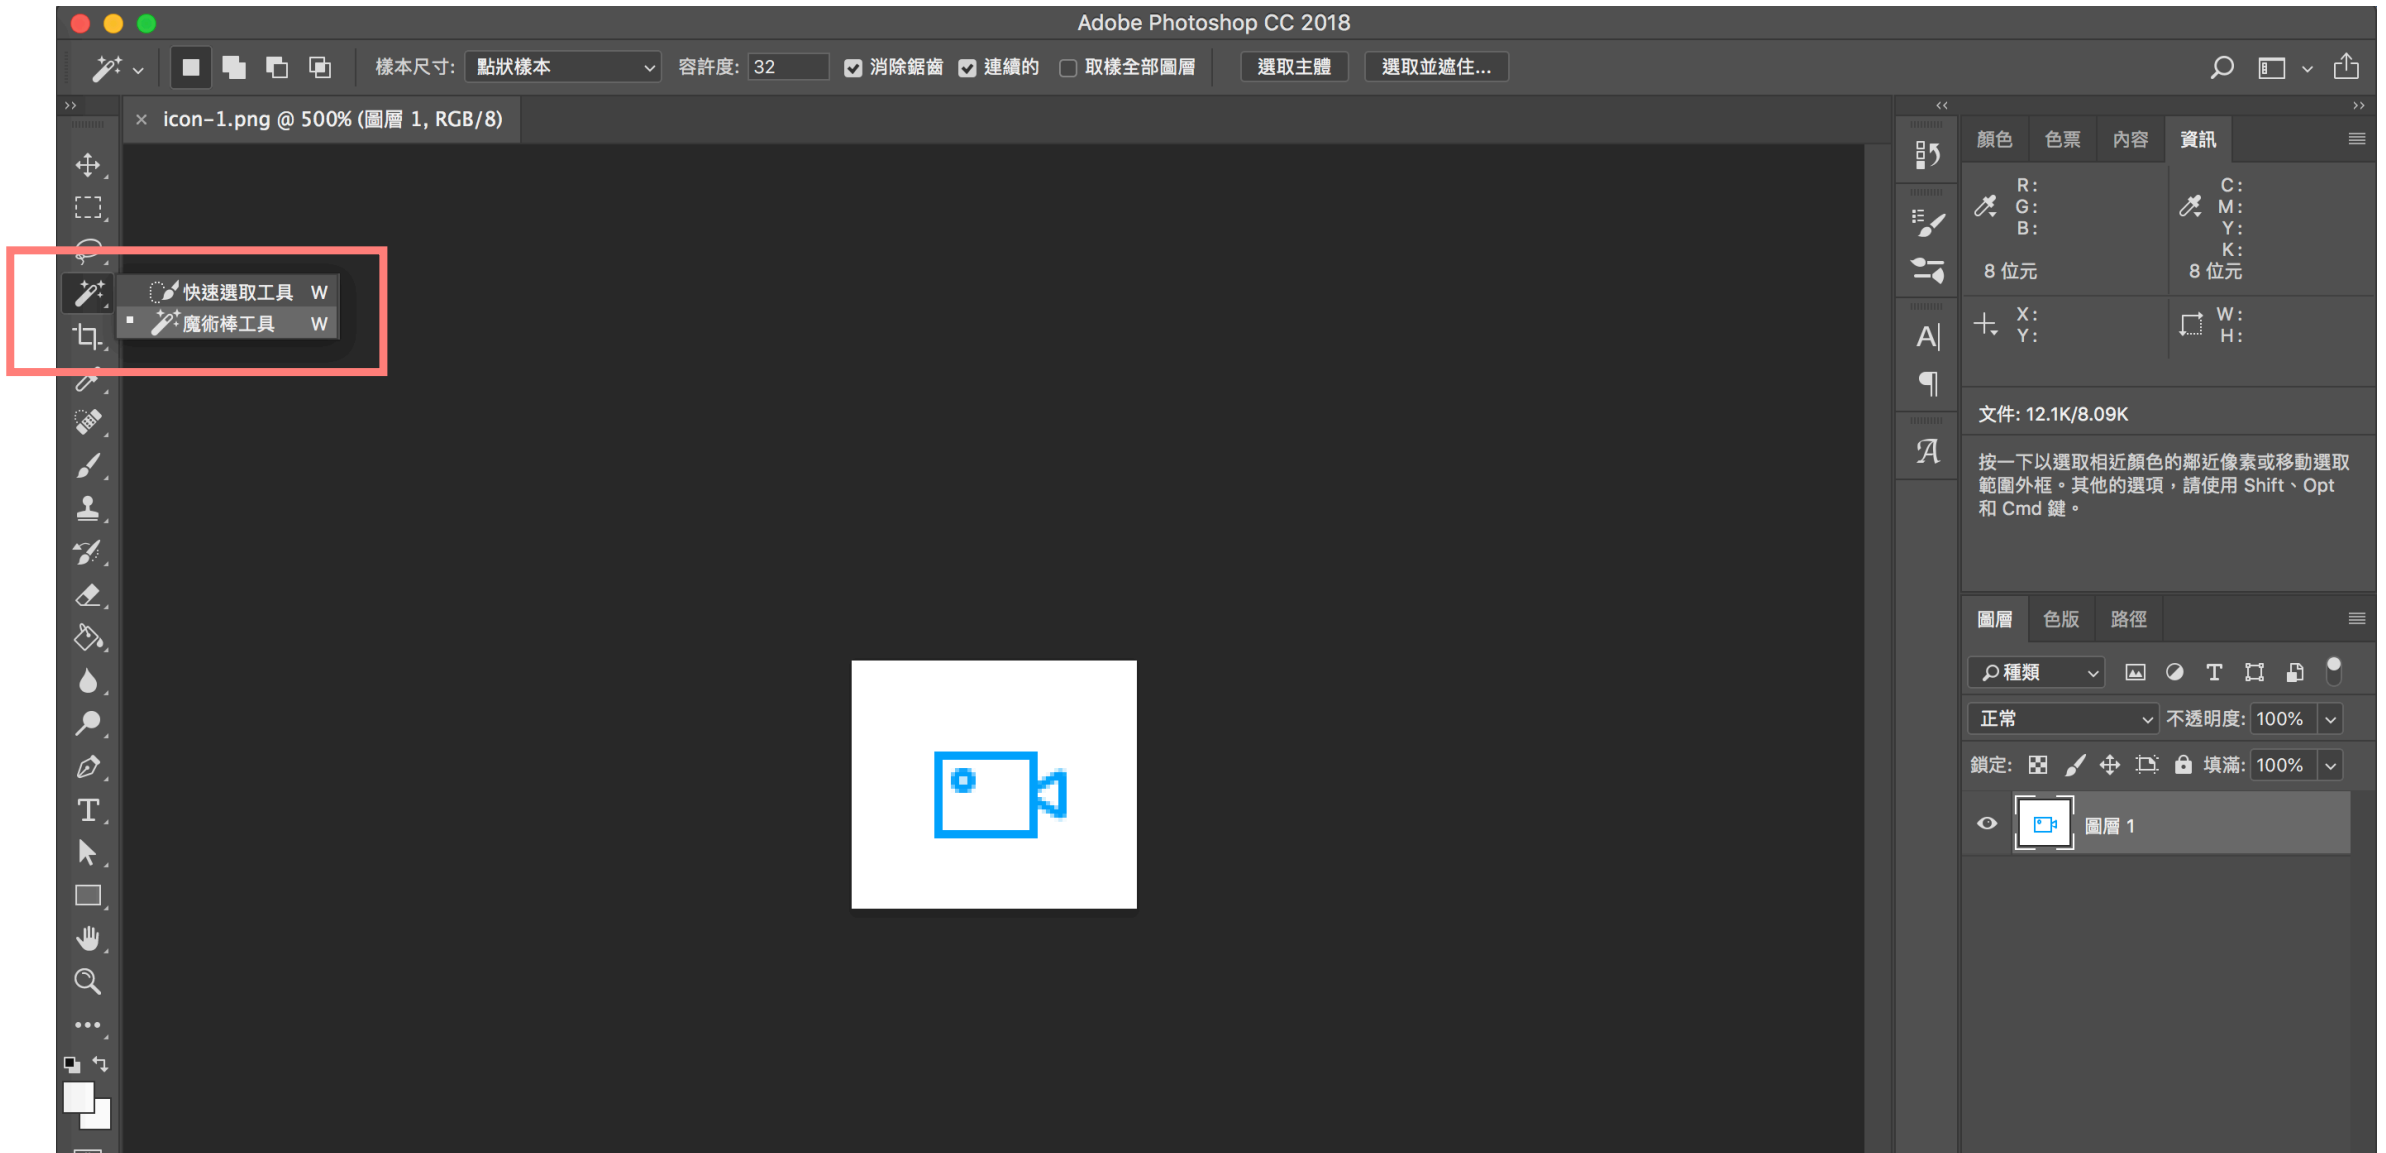 Adobe Photoshop CC 2018
樣本尺寸: 點狀樣本 容許度: 32 消除鋸齒 連續的 取樣全部圖層 選取主體 選取並遮住...
icon-1.png @ 500% (圖層 1, RGB/8)
快速選取工具 W
魔術棒工具 W
顏色 色票 內容 資訊
R: C:
G: M:
B: Y:
K:
8 位元 8 位元
X: W:
Y: H:
文件: 12.1K/8.09K
按一下以選取相近顏色的鄰近像素或移動選取
範圍外框。其他的選項，請使用 Shift、Opt
和 Cmd 鍵。
圖層 色版 路徑
種類
正常 不透明度: 100%
鎖定: 填滿: 100%
圖層 1